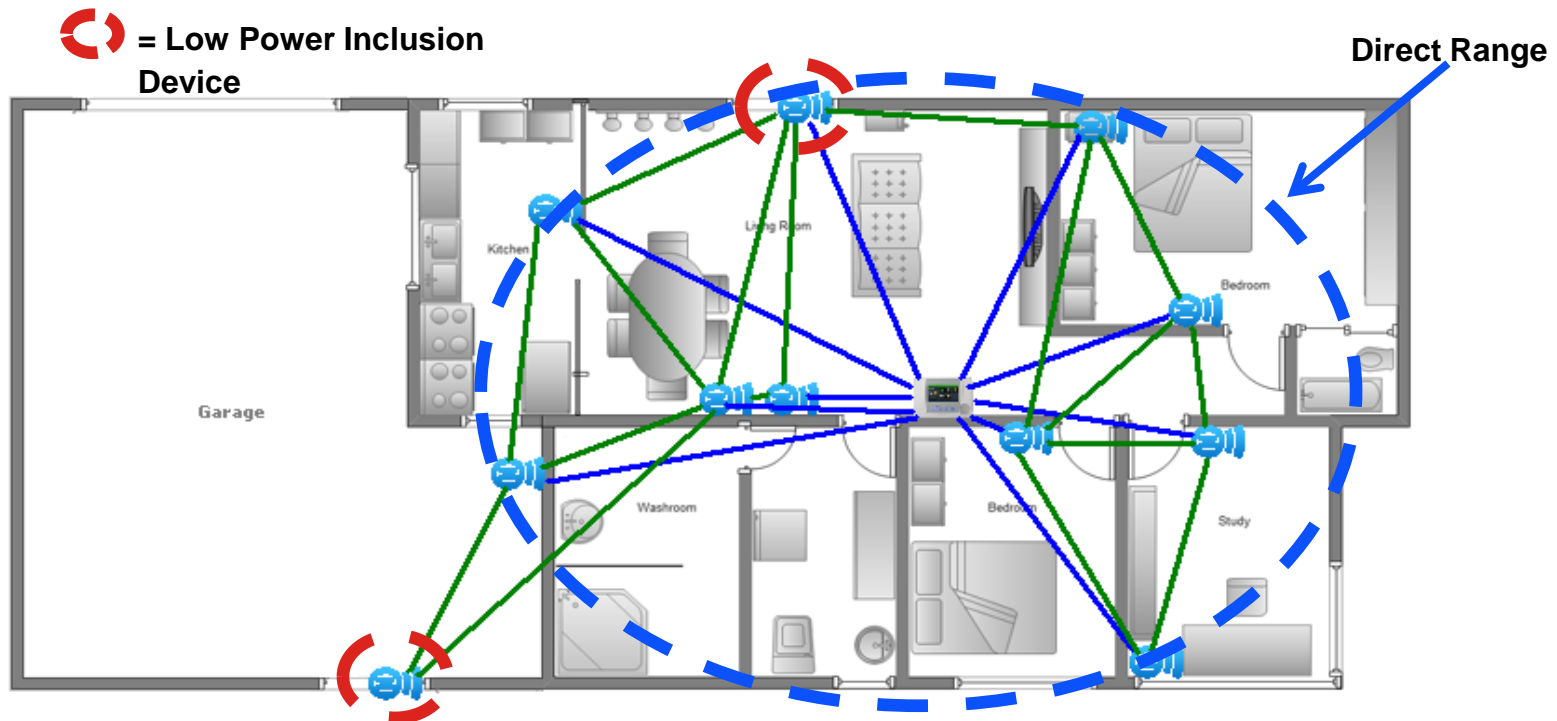 = Low Power Inclusion
Device
Direct Range
Living Room
Kitchen
Bedroom
Garage
Washroom
Bedroom
Study